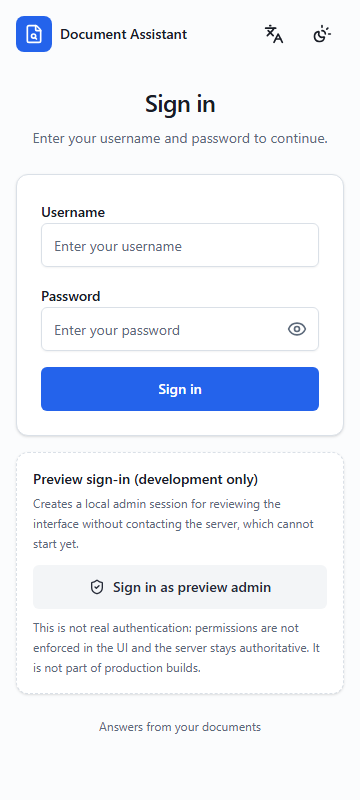 Document Assistant
Sign in
Enter your username and password to continue.
Username
Enter your username
Password
Enter your password
Sign in
Preview sign-in (development only)
Creates a local admin session for reviewing the
interface without contacting the server, which cannot
start yet.
Sign in as preview admin
This is not real authentication: permissions are not
enforced in the UI and the server stays authoritative. It
is not part of production builds.
Answers from your documents